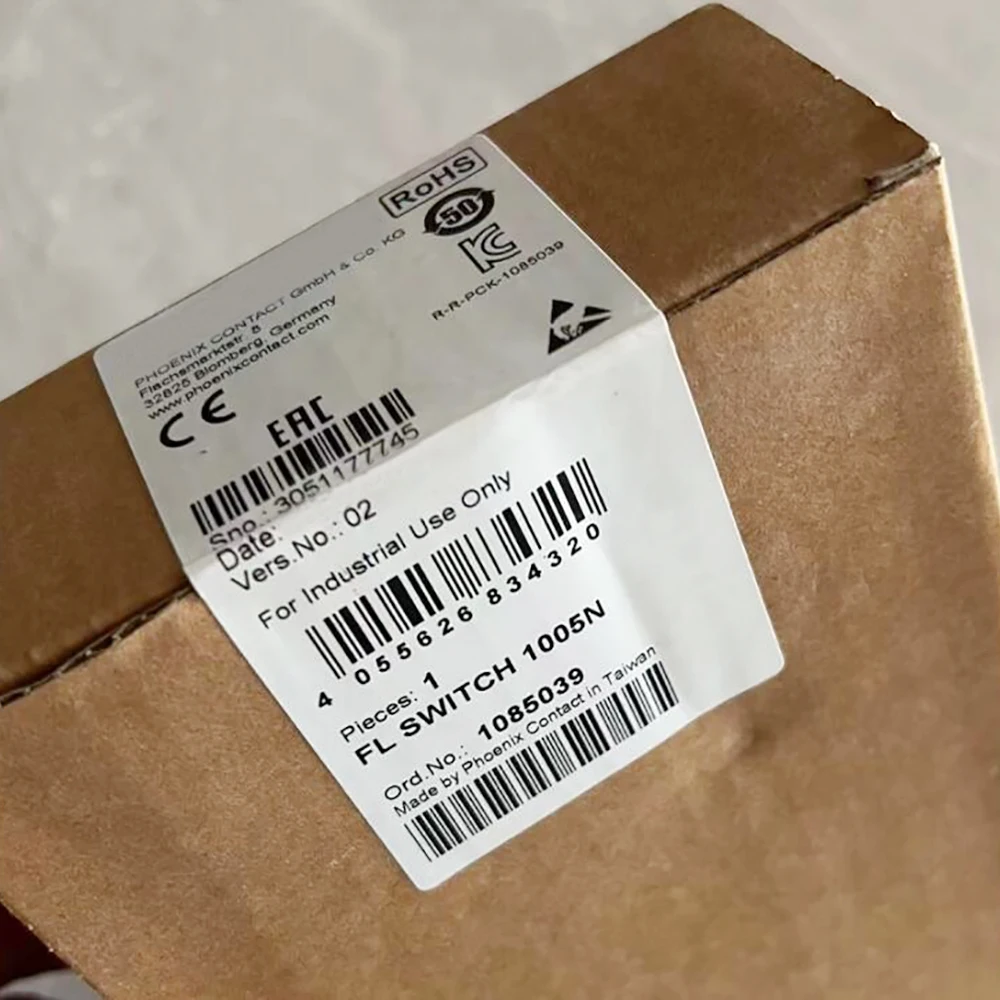 RoHS
50
PHOENIX CONTACT GmbH & Co. KG
Flachsmarktstr. 8
32825 Blomberg, Germany
www.phoenixcontact.com
R-R-PCK-1085039
CE
EAC
Sno.: 3051177745
Date:
Vers.No.: 02
For Industrial Use Only
4 055626 834320
Pieces: 1
FL SWITCH 1005N
Ord.No.: 1085039
Made by Phoenix Contact in Taiwan